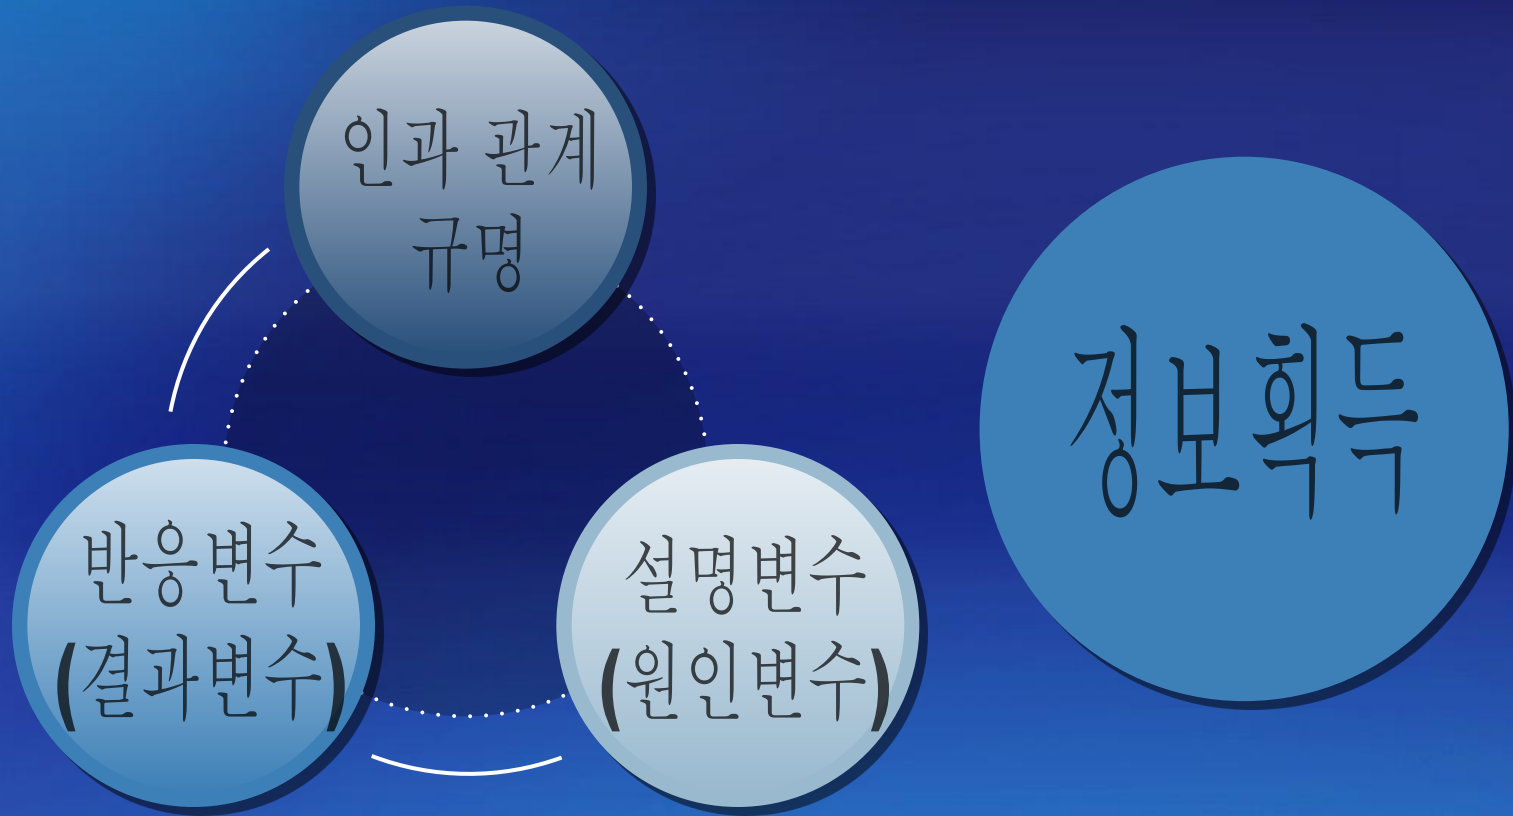 인과 관계
규명
반응변수
(결과변수)
설명변수
(원인변수)
정보획득